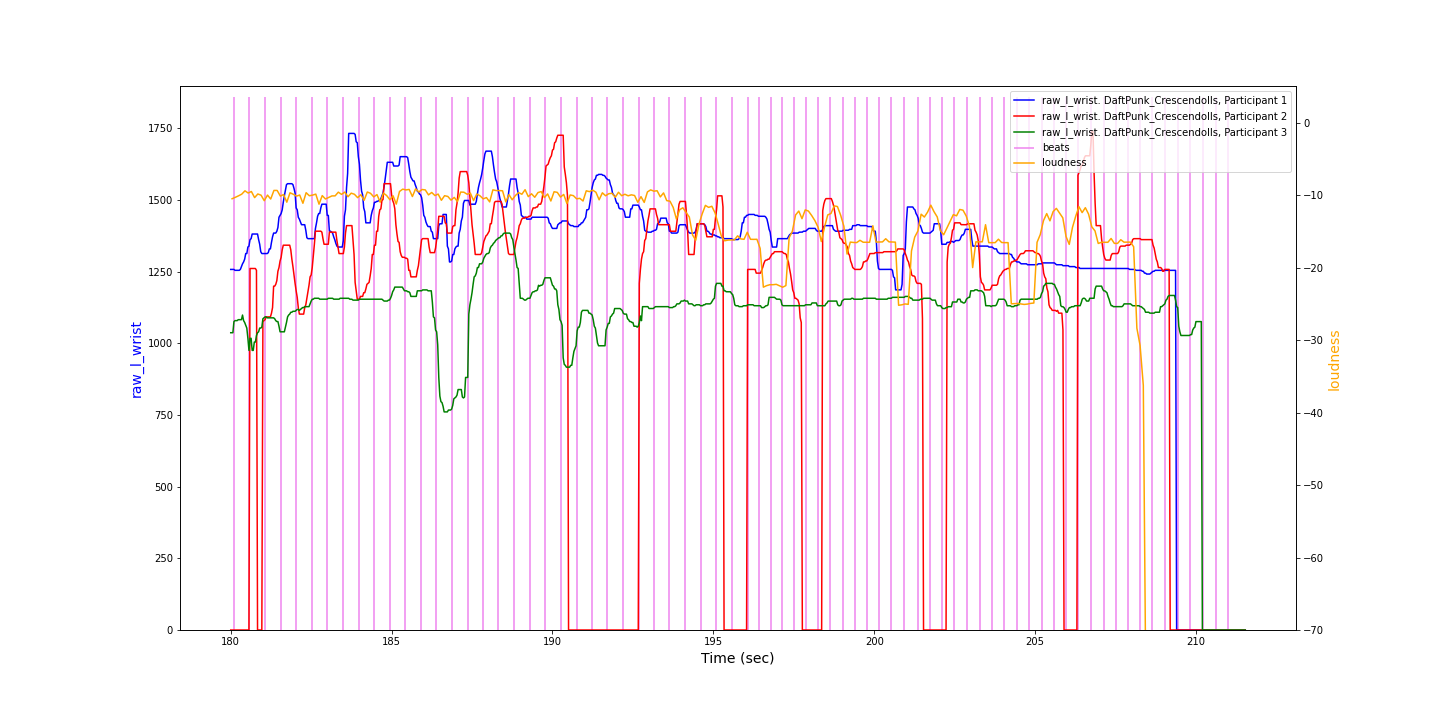 raw_l_wrist. DaftPunk_Crescendolls, Participant 1
raw_l_wrist. DaftPunk_Crescendolls, Participant 2
raw_l_wrist. DaftPunk_Crescendolls, Participant 3
beats
loudness
1750
1500
1250
1000
750
500
250
0
raw_l_wrist
0
−10
−20
−30
−40
−50
−60
−70
loudness
180
185
190
195
200
205
210
Time (sec)